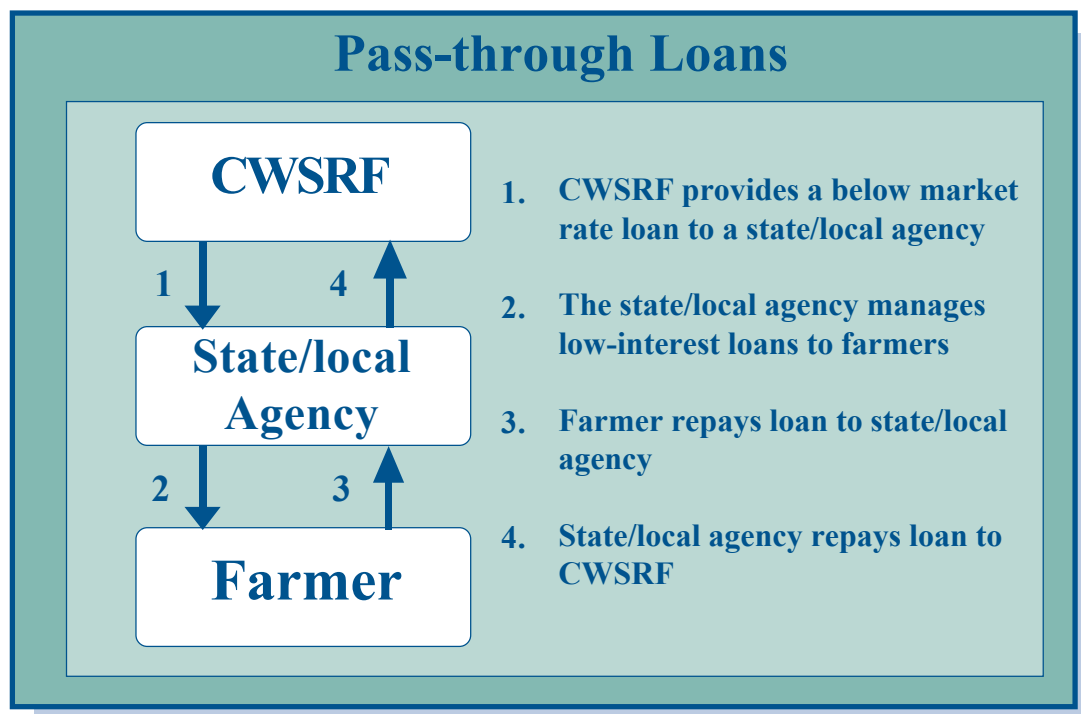 Pass-through Loans
CWSRF
1
4
State/local
Agency
2
3
Farmer
1. CWSRF provides a below market
rate loan to a state/local agency
2. The state/local agency manages
low-interest loans to farmers
3. Farmer repays loan to state/local
agency
4. State/local agency repays loan to
CWSRF